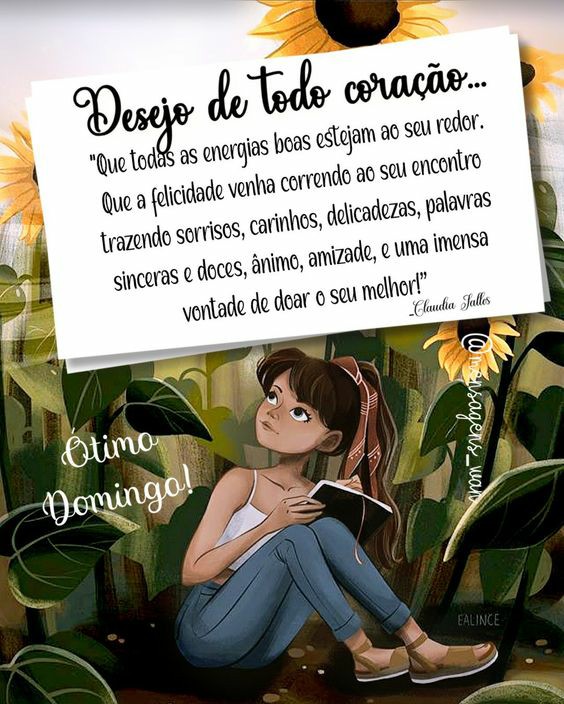 Desejo de todo coração...
"Que todas as energias boas estejam ao seu redor.
Que a felicidade venha correndo ao seu encontro
trazendo sorrisos, carinhos, delicadezas, palavras
sinceras e doces, ânimo, amizade, e uma imensa
vontade de doar o seu melhor!"
_Claudia Salles
Ótimo
Domingo!
EALINCE